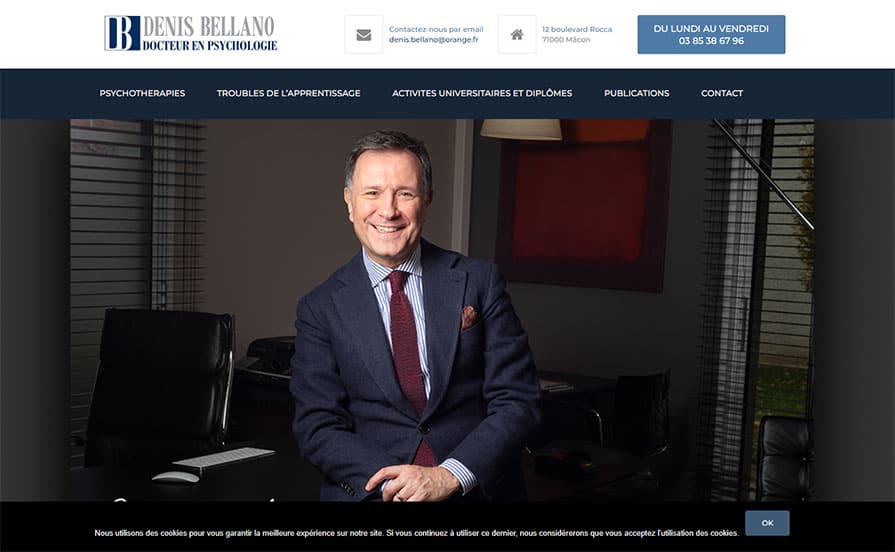 B DENIS BELLANO
DOCTEUR EN PSYCHOLOGIE
Contactez-nous par email
denis.bellano@orange.fr
12 boulevard Rocca
71000 Mâcon
DU LUNDI AU VENDREDI
03 85 38 67 96
PSYCHOTHERAPIES TROUBLES DE L'APPRENTISSAGE ACTIVITES UNIVERSITAIRES ET DIPLÔMES PUBLICATIONS CONTACT
Nous utilisons des cookies pour vous garantir la meilleure expérience sur notre site. Si vous continuez à utiliser ce dernier, nous considérerons que vous acceptez l'utilisation des cookies. OK